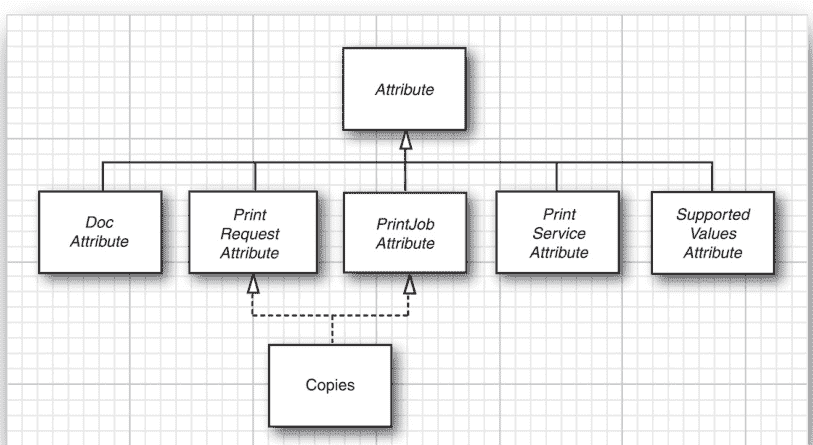 Attribute
Doc
Attribute
Print
Request
Attribute
PrintJob
Attribute
Print
Service
Attribute
Supported
Values
Attribute
Copies